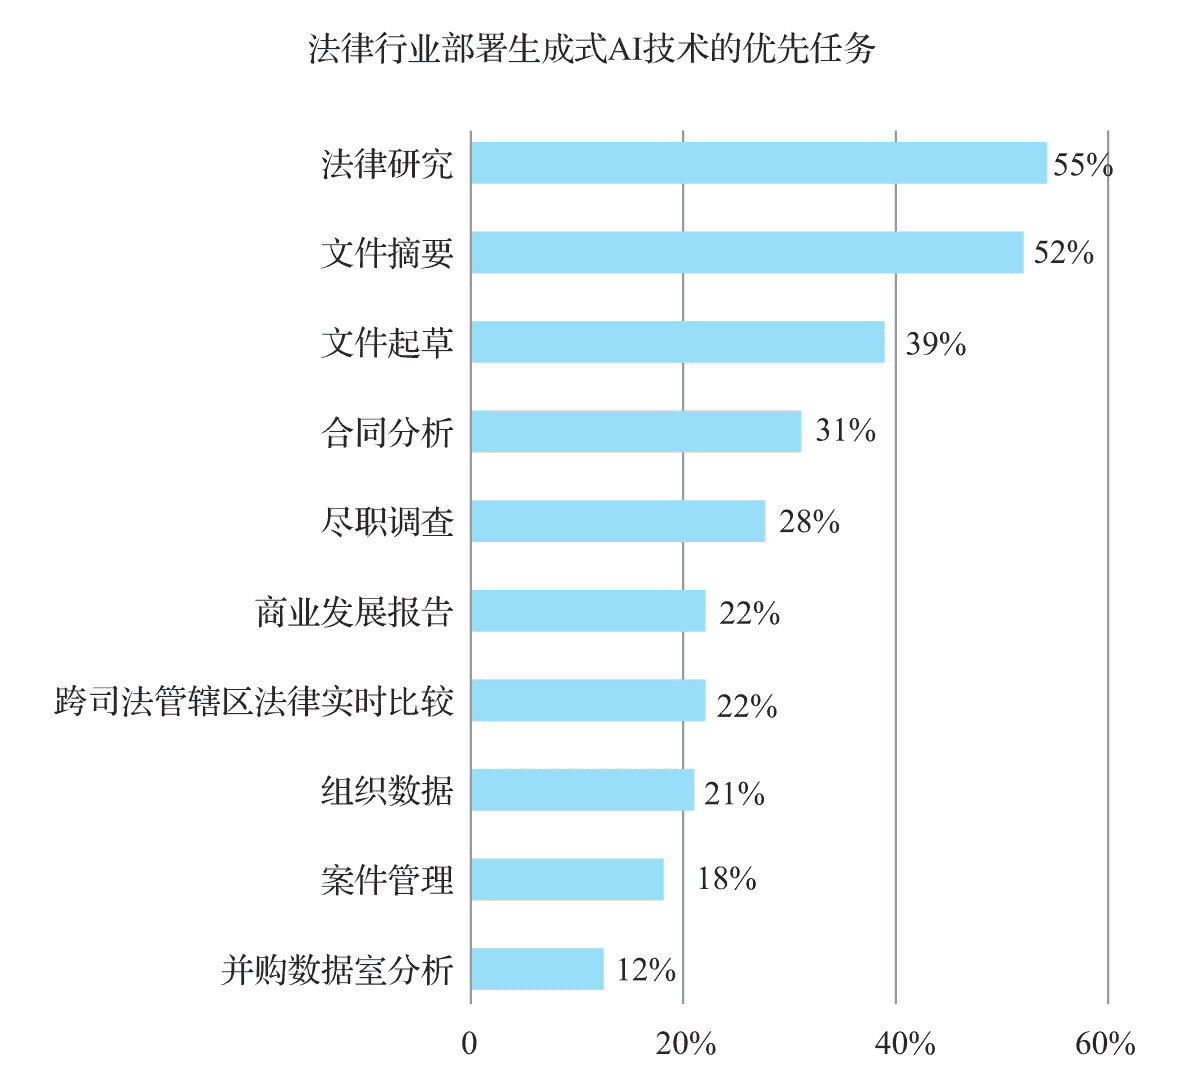 法律行业部署生成式AI技术的优先任务
法律研究 55%
文件摘要 52%
文件起草 39%
合同分析 31%
尽职调查 28%
商业发展报告 22%
跨司法管辖区法律实时比较 22%
组织数据 21%
案件管理 18%
并购数据室分析 12%
0 20% 40% 60%